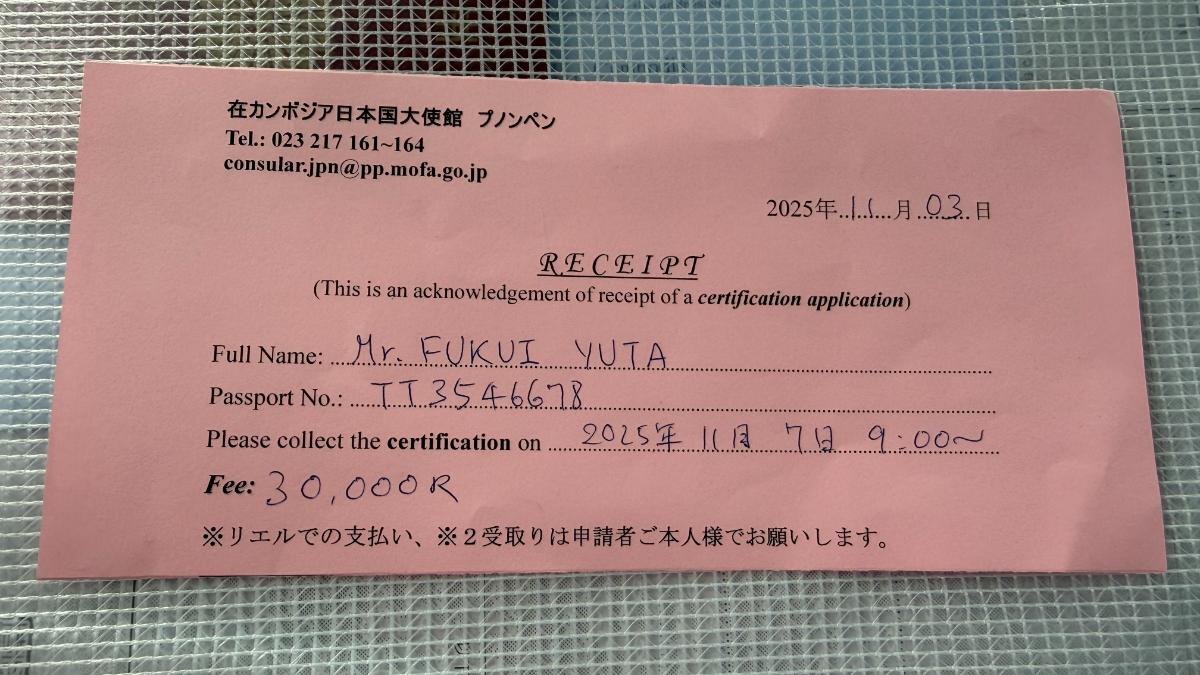 在カンボジア日本国大使館 プノンペン
Tel.: 023 217 161~164
consular.jpn@pp.mofa.go.jp
2025年..11....月..03..日
RECEIPT
(This is an acknowledgement of receipt of a certification application)
Full Name: Mr. FUKUI YUTA
Passport No.: TT3546678
Please collect the certification on 2025年 11月 7日 9:00~
Fee: 30,000R
※リエルでの支払い、※2受取りは申請者ご本人様でお願いします。